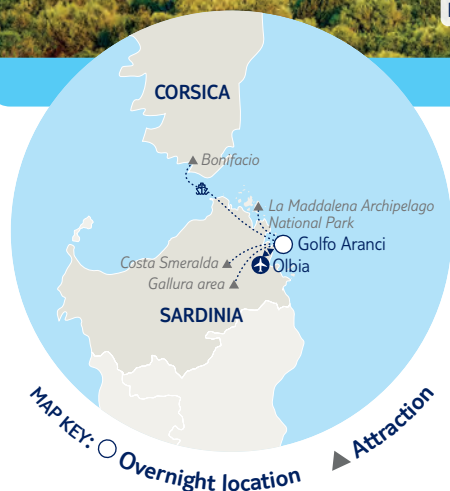 CORSICA
Bonifacio
La Maddalena Archipelago
National Park
Golfo Aranci
Costa Smeralda
Olbia
Gallura area
SARDINIA
MAP KEY:
Overnight location
Attraction